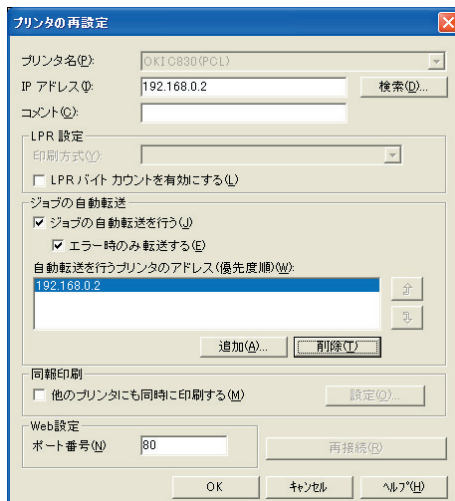 プリンタの再設定
プリンタ名(P): OKI C830(PCL)
IP アドレス(I): 192.168.0.2 検索(D)...
コメント(C):
LPR 設定
印刷方式(Y):
LPR バイト カウントを有効にする(L)
ジョブの自動転送
ジョブの自動転送を行う(J)
エラー時のみ転送する(E)
自動転送を行うプリンタのアドレス(優先度順)(W):
192.168.0.2
追加(A)... 削除(T)
同報印刷
他のプリンタにも同時に印刷する(M) 設定(O)...
Web設定
ポート番号(N) 80 再接続(R)
OK キャンセル ヘルプ(H)